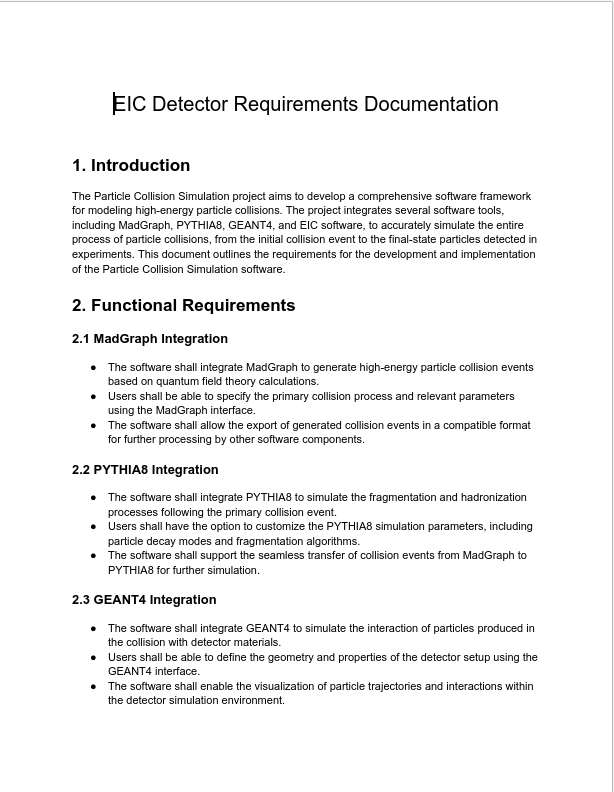 EIC Detector Requirements Documentation
1. Introduction
The Particle Collision Simulation project aims to develop a comprehensive software framework
for modeling high-energy particle collisions. The project integrates several software tools,
including MadGraph, PYTHIA8, GEANT4, and EIC software, to accurately simulate the entire
process of particle collisions, from the initial collision event to the final-state particles detected in
experiments. This document outlines the requirements for the development and implementation
of the Particle Collision Simulation software.
2. Functional Requirements
2.1 MadGraph Integration
● The software shall integrate MadGraph to generate high-energy particle collision events
based on quantum field theory calculations.
● Users shall be able to specify the primary collision process and relevant parameters
using the MadGraph interface.
● The software shall allow the export of generated collision events in a compatible format
for further processing by other software components.
2.2 PYTHIA8 Integration
● The software shall integrate PYTHIA8 to simulate the fragmentation and hadronization
processes following the primary collision event.
● Users shall have the option to customize the PYTHIA8 simulation parameters, including
particle decay modes and fragmentation algorithms.
● The software shall support the seamless transfer of collision events from MadGraph to
PYTHIA8 for further simulation.
2.3 GEANT4 Integration
● The software shall integrate GEANT4 to simulate the interaction of particles produced in
the collision with detector materials.
● Users shall be able to define the geometry and properties of the detector setup using the
GEANT4 interface.
● The software shall enable the visualization of particle trajectories and interactions within
the detector simulation environment.